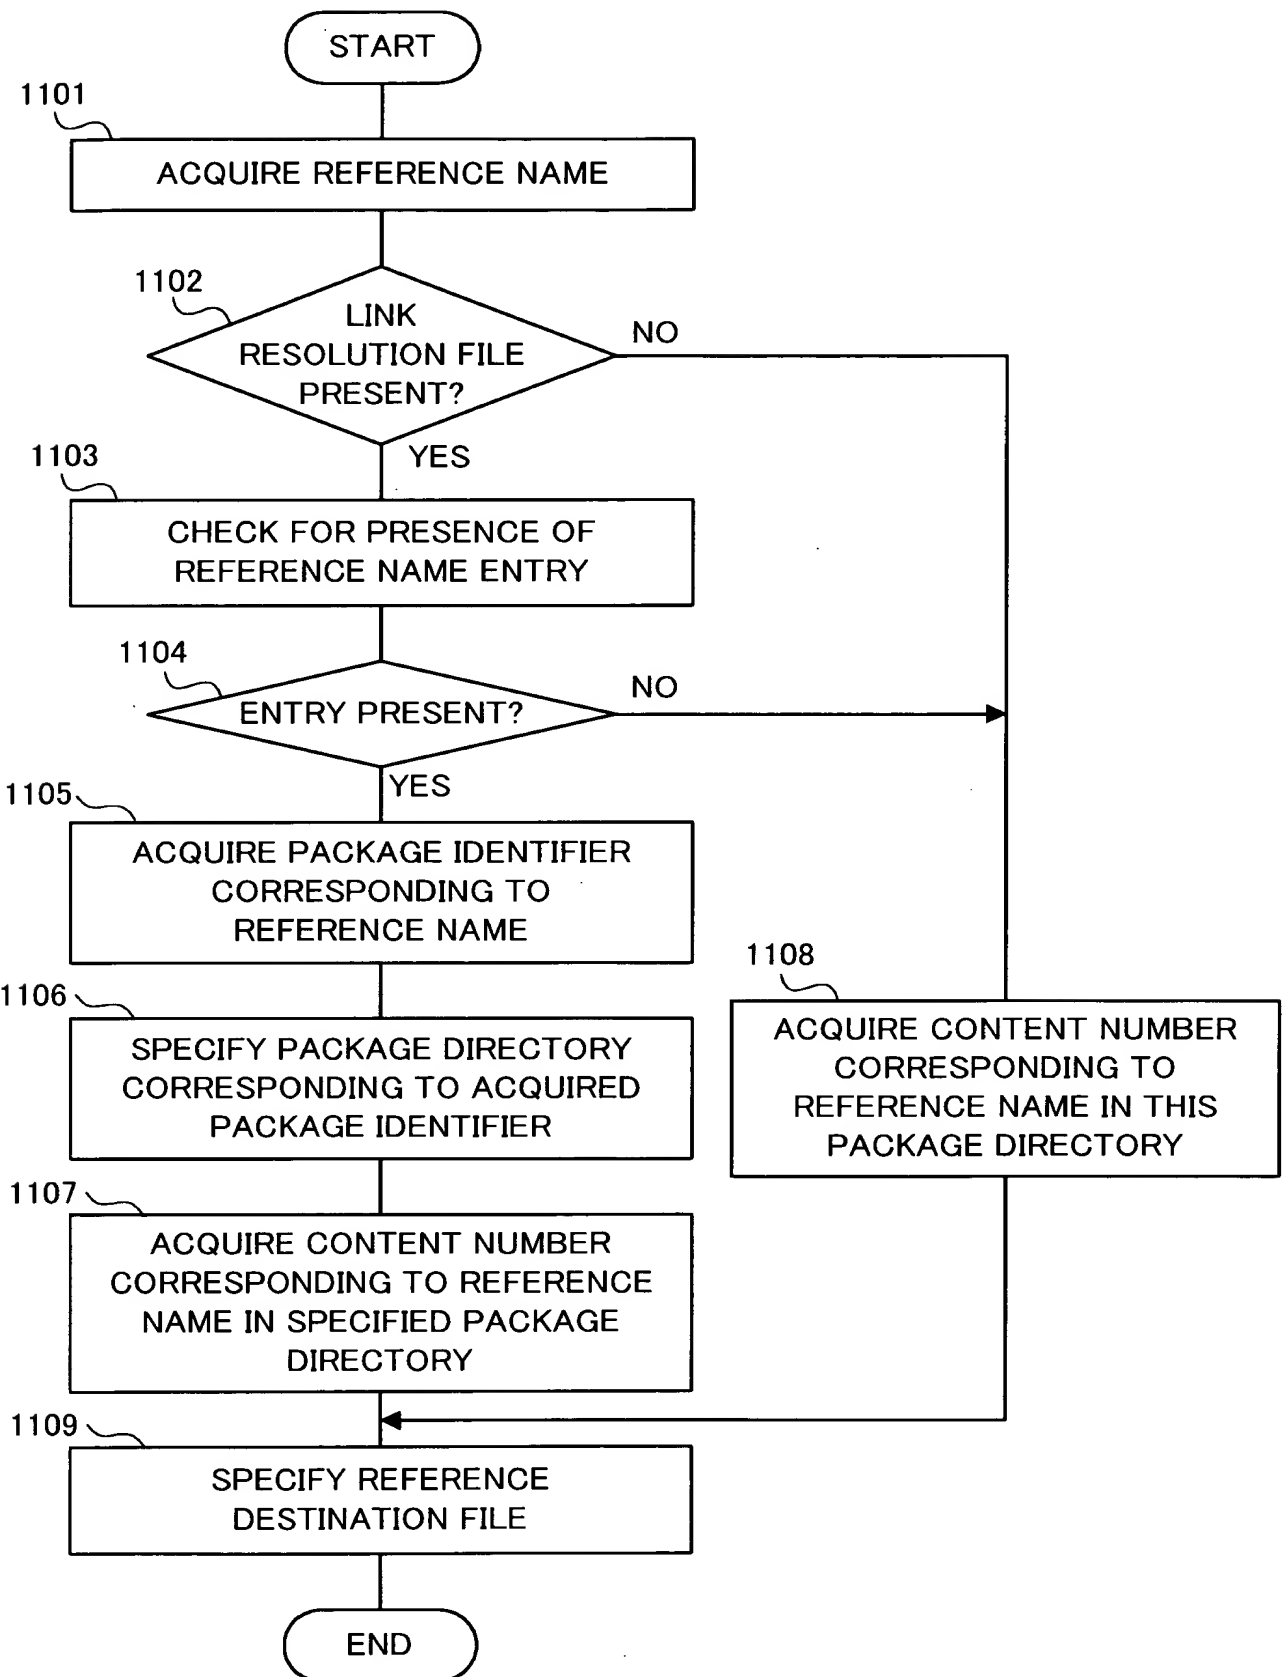 START
1101
ACQUIRE REFERENCE NAME
1102
LINK
RESOLUTION FILE
PRESENT?
NO
YES
1103
CHECK FOR PRESENCE OF
REFERENCE NAME ENTRY
1104
ENTRY PRESENT?
NO
YES
1105
ACQUIRE PACKAGE IDENTIFIER
CORRESPONDING TO
REFERENCE NAME
1106
SPECIFY PACKAGE DIRECTORY
CORRESPONDING TO ACQUIRED
PACKAGE IDENTIFIER
1108
ACQUIRE CONTENT NUMBER
CORRESPONDING TO
REFERENCE NAME IN THIS
PACKAGE DIRECTORY
1107
ACQUIRE CONTENT NUMBER
CORRESPONDING TO REFERENCE
NAME IN SPECIFIED PACKAGE
DIRECTORY
1109
SPECIFY REFERENCE
DESTINATION FILE
END